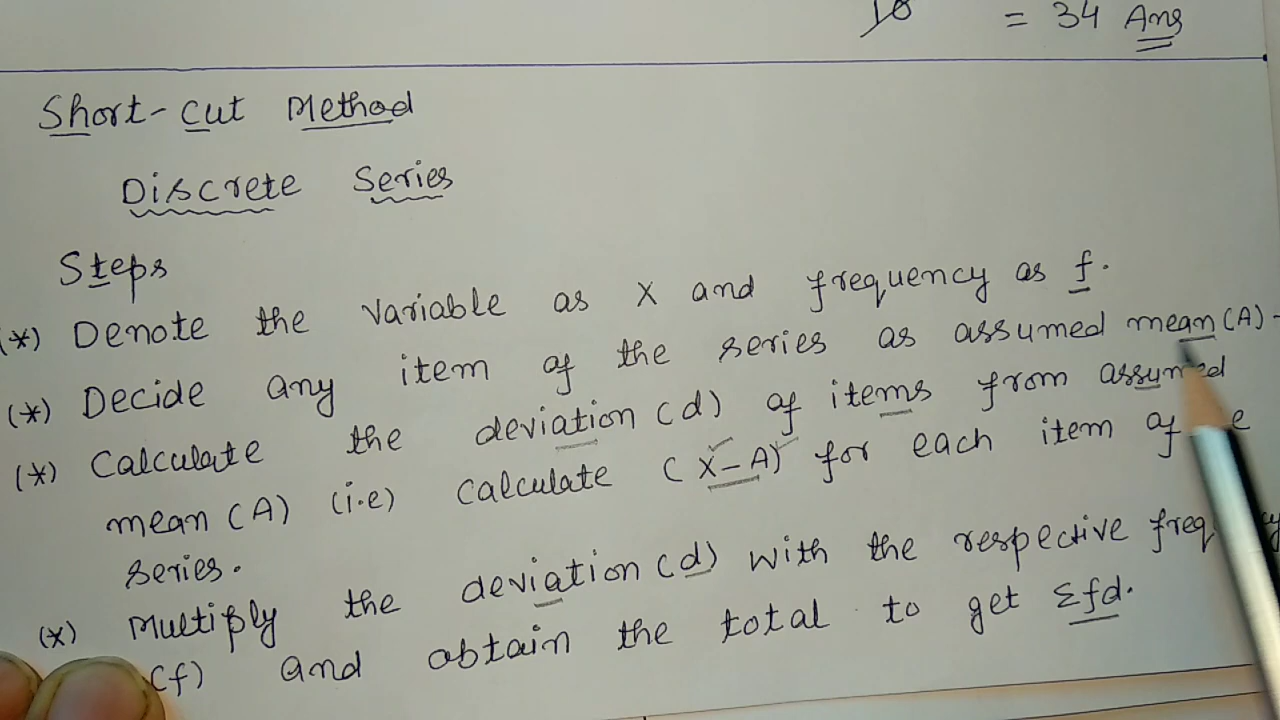 10 = 34 Ans
Short-cut Method
Discrete Series
Steps
(*) Denote the variable as X and frequency as f.
(*) Decide any item of the series as assumed mean (A).
(*) Calculate the deviation (d) of items from assumed
mean (A) (i.e) calculate (X-A) for each item of
series.
(*) Multiply the deviation (d) with the respective
(f) and obtain the total to get Σfd.